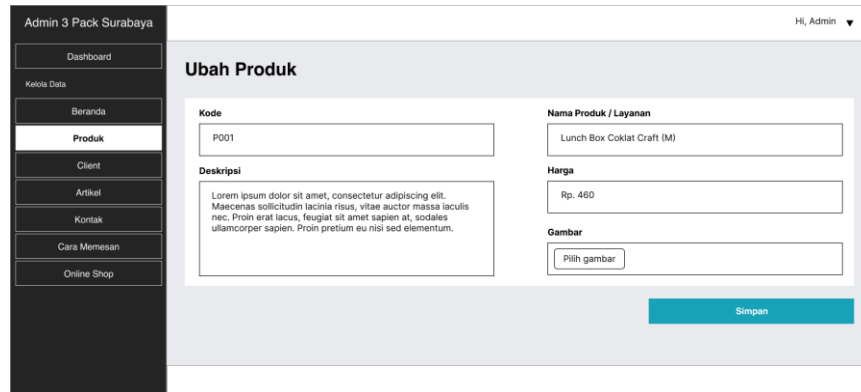 Admin 3 Pack Surabaya
Hi, Admin
Dashboard
Kelola Data
Beranda
Produk
Client
Artikel
Kontak
Cara Memesan
Online Shop
Ubah Produk
Kode
P001
Nama Produk / Layanan
Lunch Box Coklat Craft (M)
Deskripsi
Lorem ipsum dolor sit amet, consectetur adipiscing elit.
Maecenas sollicitudin lacinia risus, vitae auctor massa iaculis
nec. Proin erat lacus, feugiat sit amet sapien at, sodales
ullamcorper sapien. Proin pretium eu nisi sed elementum.
Harga
Rp. 460
Gambar
Pilih gambar
Simpan